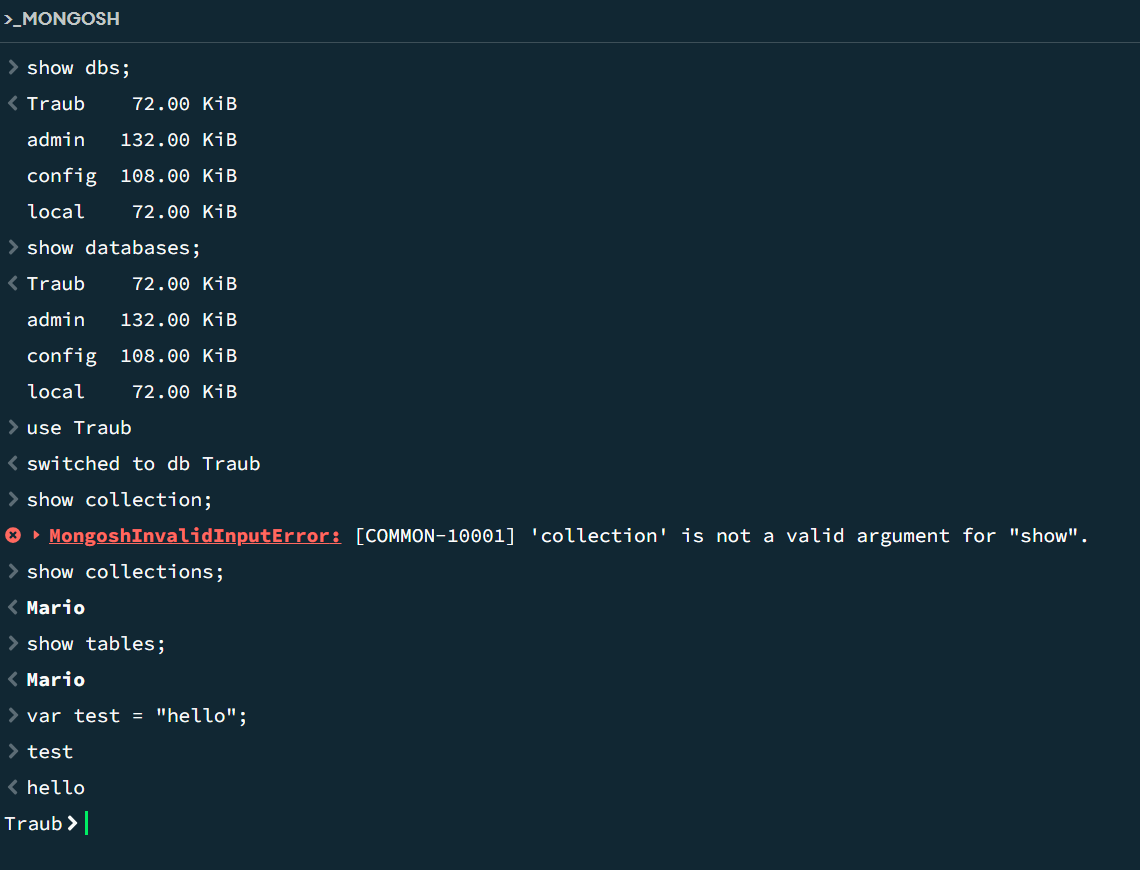 >_MONGOSH
> show dbs;
< Traub    72.00 KiB
admin   132.00 KiB
config  108.00 KiB
local    72.00 KiB
> show databases;
< Traub    72.00 KiB
admin   132.00 KiB
config  108.00 KiB
local    72.00 KiB
> use Traub
< switched to db Traub
> show collection;
MongoshInvalidInputError: [COMMON-10001] 'collection' is not a valid argument for "show".
> show collections;
< Mario
> show tables;
< Mario
> var test = "hello";
> test
< hello
Traub>